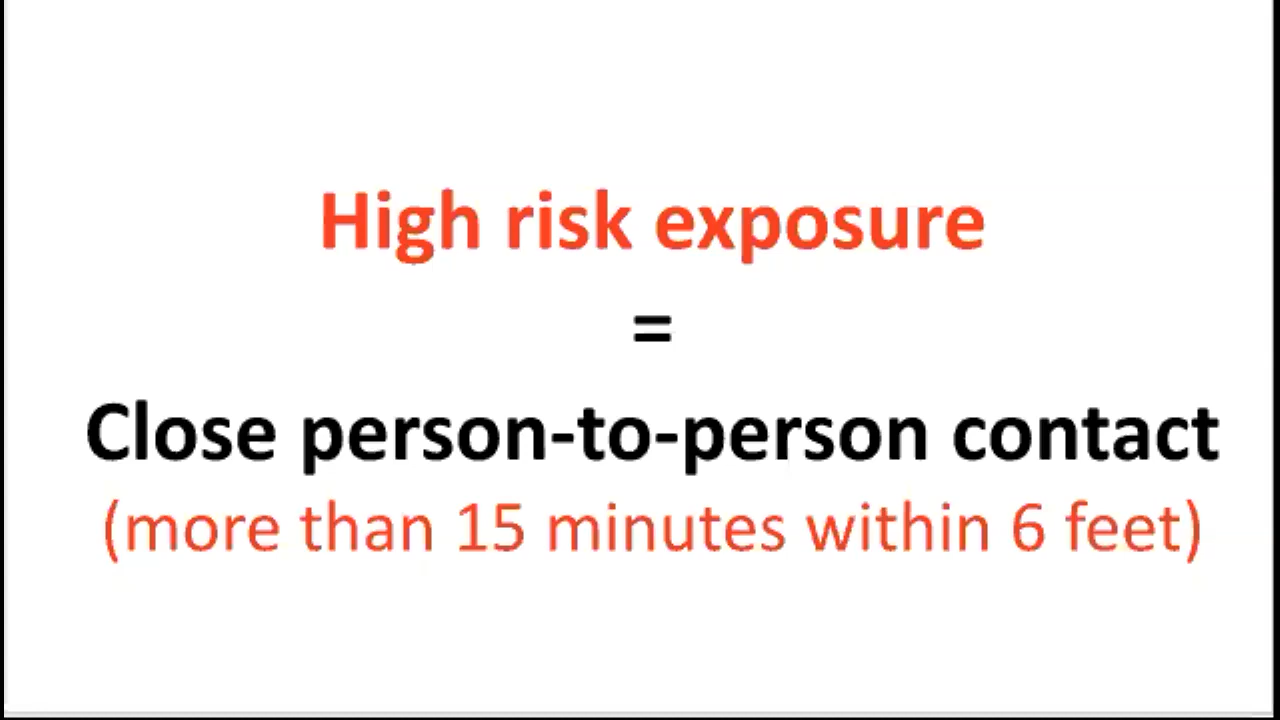 High risk exposure
=
Close person-to-person contact
(more than 15 minutes within 6 feet)